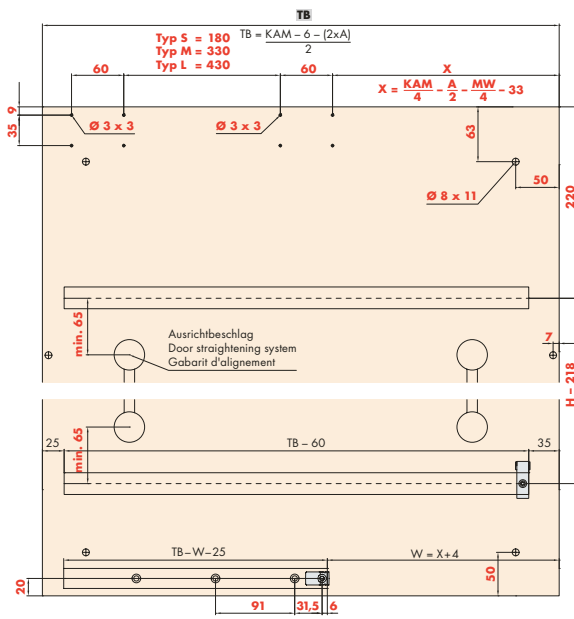 TB
Typ S = 180
Typ M = 330
Typ L = 430
TB = KAM – 6 – (2xA)
2
60
60
X
X = KAM/4 – A/2 – MW/4 – 33
9
35
Ø 3 x 3
Ø 3 x 3
63
50
Ø 8 x 11
220
min. 65
Ausrichtbeschlag
Door straightening system
Gabarit d'alignement
7
H – 218
25
min. 65
TB – 60
35
TB–W–25
W = X+4
20
91
31,5
6
50